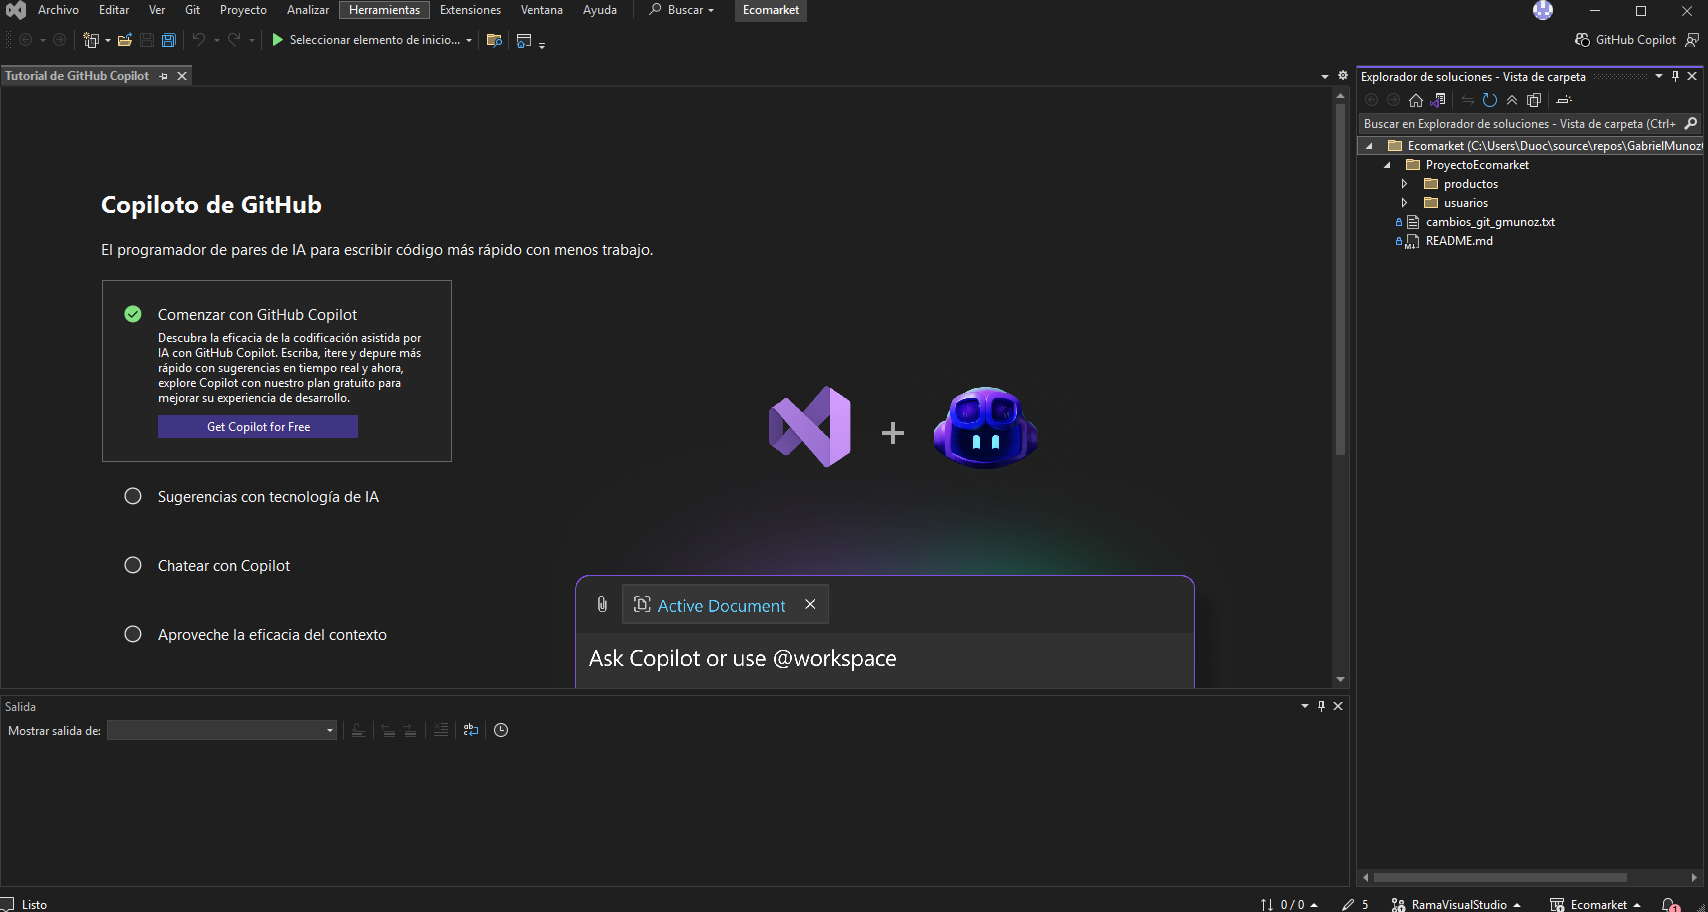 Archivo Editar Ver Git Proyecto Analizar Herramientas Extensiones Ventana Ayuda Buscar Ecomarket
Seleccionar elemento de inicio...
GitHub Copilot
Tutorial de GitHub Copilot
Copiloto de GitHub
El programador de pares de IA para escribir código más rápido con menos trabajo.
Comenzar con GitHub Copilot
Descubra la eficacia de la codificación asistida por
IA con GitHub Copilot. Escriba, itere y depure más
rápido con sugerencias en tiempo real y ahora,
explore Copilot con nuestro plan gratuito para
mejorar su experiencia de desarrollo.
Get Copilot for Free
Sugerencias con tecnología de IA
Chatear con Copilot
Aproveche la eficacia del contexto
Active Document
Ask Copilot or use @workspace
Explorador de soluciones - Vista de carpeta
Buscar en Explorador de soluciones - Vista de carpeta (Ctrl+
Ecomarket (C:\Users\Duoc\source\repos\GabrielMunoz
ProyectoEcomarket
productos
usuarios
cambios_git_gmunoz.txt
README.md
Salida
Mostrar salida de:
Listo
0 / 0
5
RamaVisualStudio
Ecomarket
1